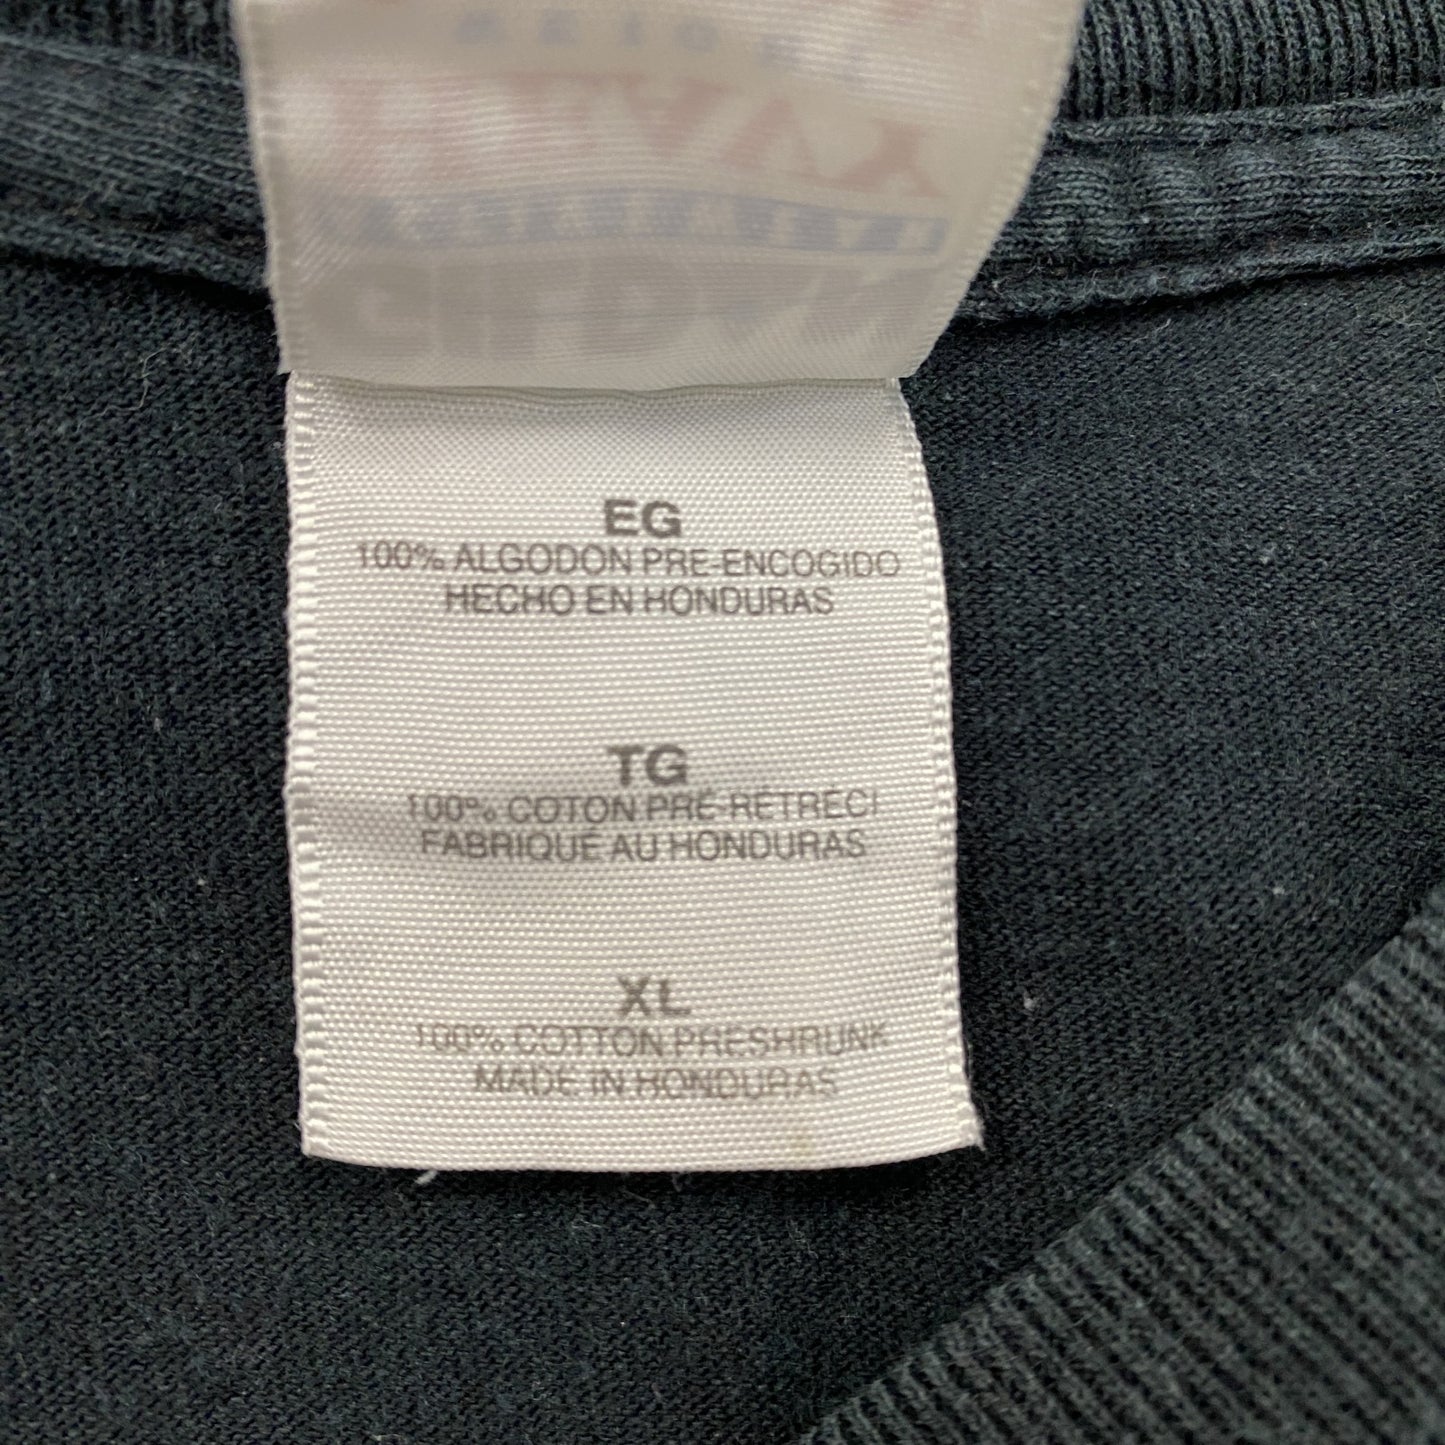 EG
100% ALGODON PRE-ENCOGIDO
HECHO EN HONDURAS
TG
100% COTON PRÉ-RÉTRÉCI
FABRIQUÉ AU HONDURAS
XL
100% COTTON PRESHRUNK
MADE IN HONDURAS